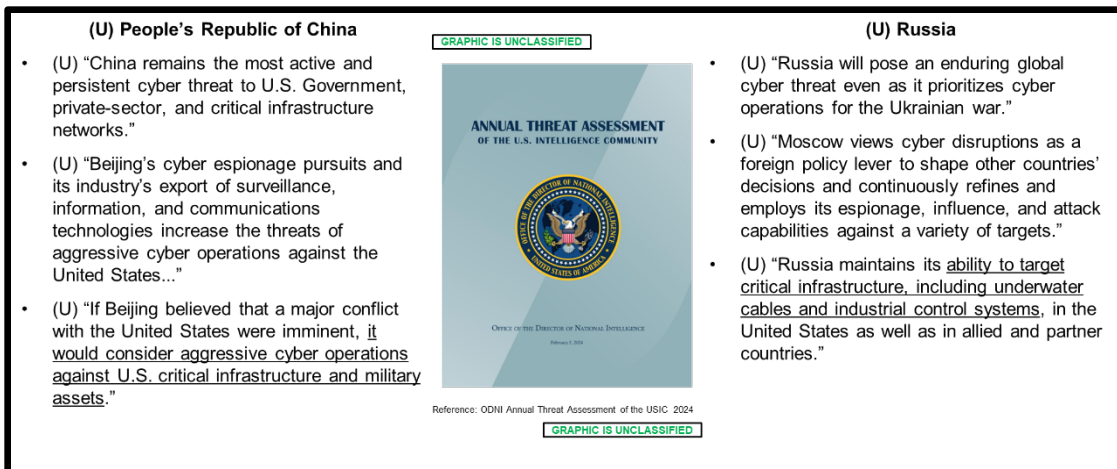 (U) People's Republic of China
• (U) “China remains the most active and
persistent cyber threat to U.S. Government,
private-sector, and critical infrastructure
networks.”
• (U) “Beijing’s cyber espionage pursuits and
its industry’s export of surveillance,
information, and communications
technologies increase the threats of
aggressive cyber operations against the
United States...”
• (U) “If Beijing believed that a major conflict
with the United States were imminent, it
would consider aggressive cyber operations
against U.S. critical infrastructure and military
assets.”
GRAPHIC IS UNCLASSIFIED
ANNUAL THREAT ASSESSMENT
OF THE U.S. INTELLIGENCE COMMUNITY
OFFICE OF THE DIRECTOR OF NATIONAL INTELLIGENCE
UNITED STATES OF AMERICA
OFFICE OF THE DIRECTOR OF NATIONAL INTELLIGENCE
February 5, 2024
Reference: ODNI Annual Threat Assessment of the USIC 2024
GRAPHIC IS UNCLASSIFIED
(U) Russia
• (U) “Russia will pose an enduring global
cyber threat even as it prioritizes cyber
operations for the Ukrainian war.”
• (U) “Moscow views cyber disruptions as a
foreign policy lever to shape other countries’
decisions and continuously refines and
employs its espionage, influence, and attack
capabilities against a variety of targets.”
• (U) “Russia maintains its ability to target
critical infrastructure, including underwater
cables and industrial control systems, in the
United States as well as in allied and partner
countries.”